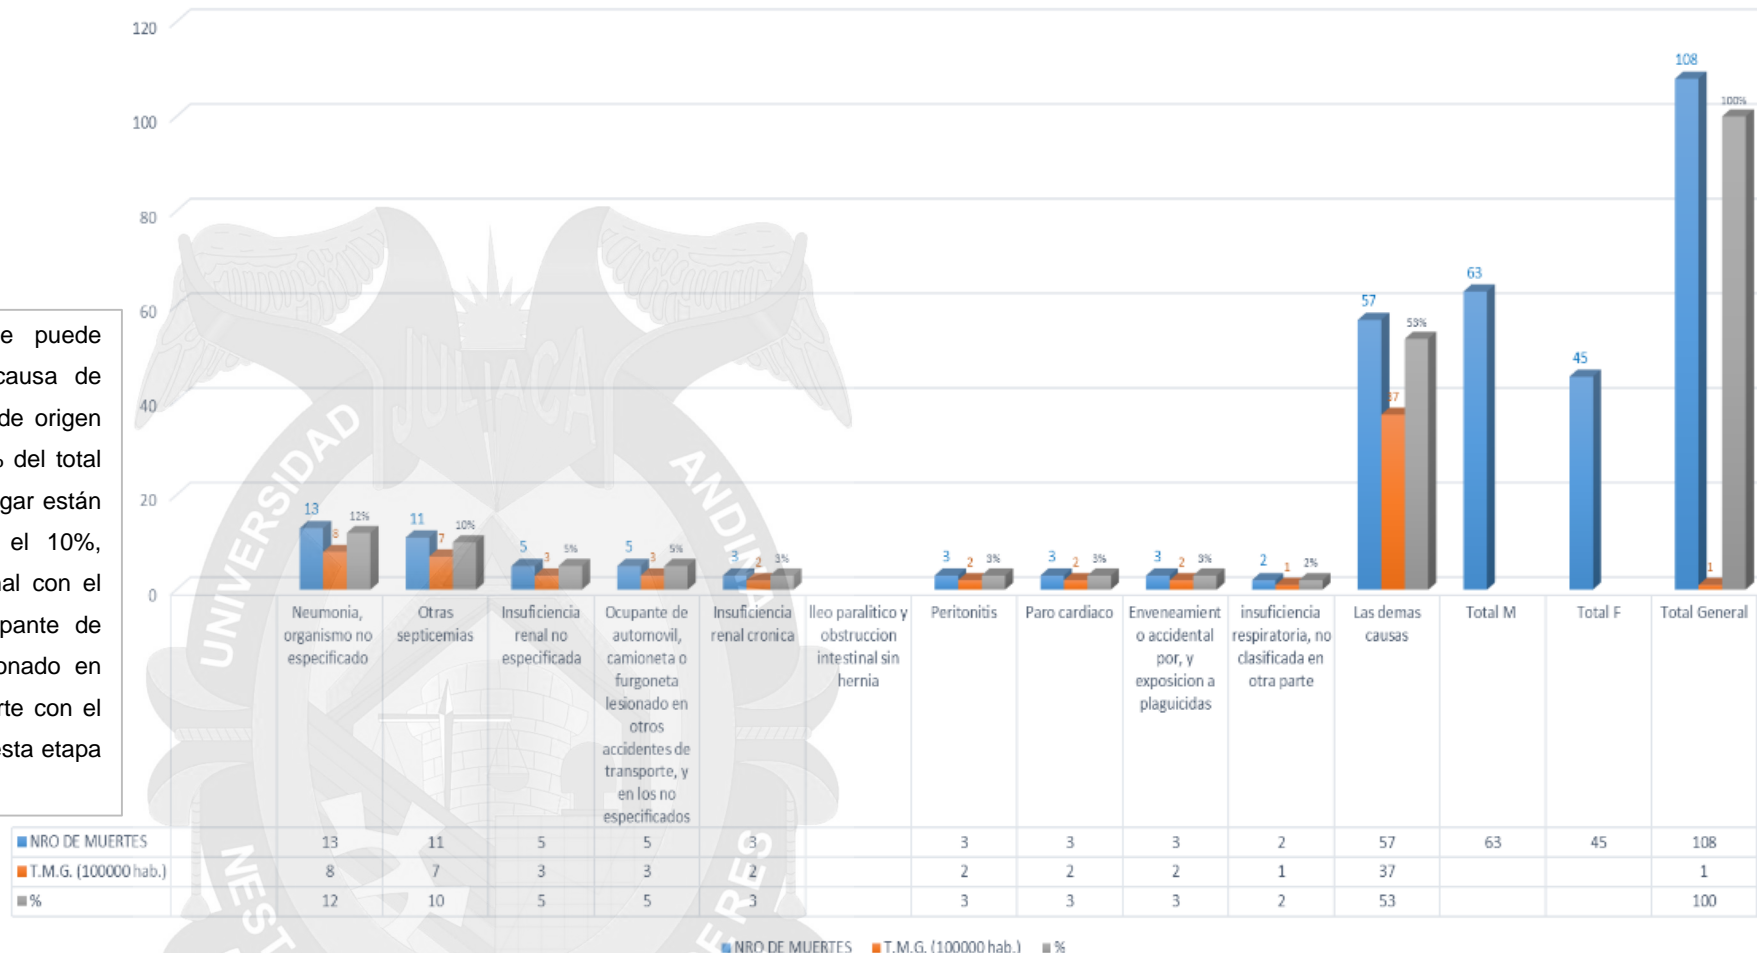 120
100
80
60
40
20
0
e puede
causa de
de origen
% del total
gar están
el 10%,
nal con el
pante de
onado en
rte con el
esta etapa
13
8
12%
11
7
10%
5
3
5%
5
3
5%
3
2
3%
3
2
3%
3
2
3%
3
2
3%
2
1
2%
57
37
53%
63
45
108
1
100%
Neumonia, organismo no especificado
Otras septicemias
Insuficiencia renal no especificada
Ocupante de automovil, camioneta o furgoneta lesionado en otros accidentes de transporte, y en los no especificados
Insuficiencia renal cronica
Ileo paralitico y obstruccion intestinal sin hernia
Peritonitis
Paro cardiaco
Enveneamient o accidental por, y exposicion a plaguicidas
insuficiencia respiratoria, no clasificada en otra parte
Las demas causas
Total M
Total F
Total General
NRO DE MUERTES 13 11 5 5 3 3 3 3 2 57 63 45 108
T.M.G. (100000 hab.) 8 7 3 3 2 2 2 2 1 37 1
% 12 10 5 5 3 3 3 3 2 53 100
NRO DE MUERTES T.M.G. (100000 hab.) %
UNIVERSIDAD
ANDINA
JULIACA
NEST
E RES